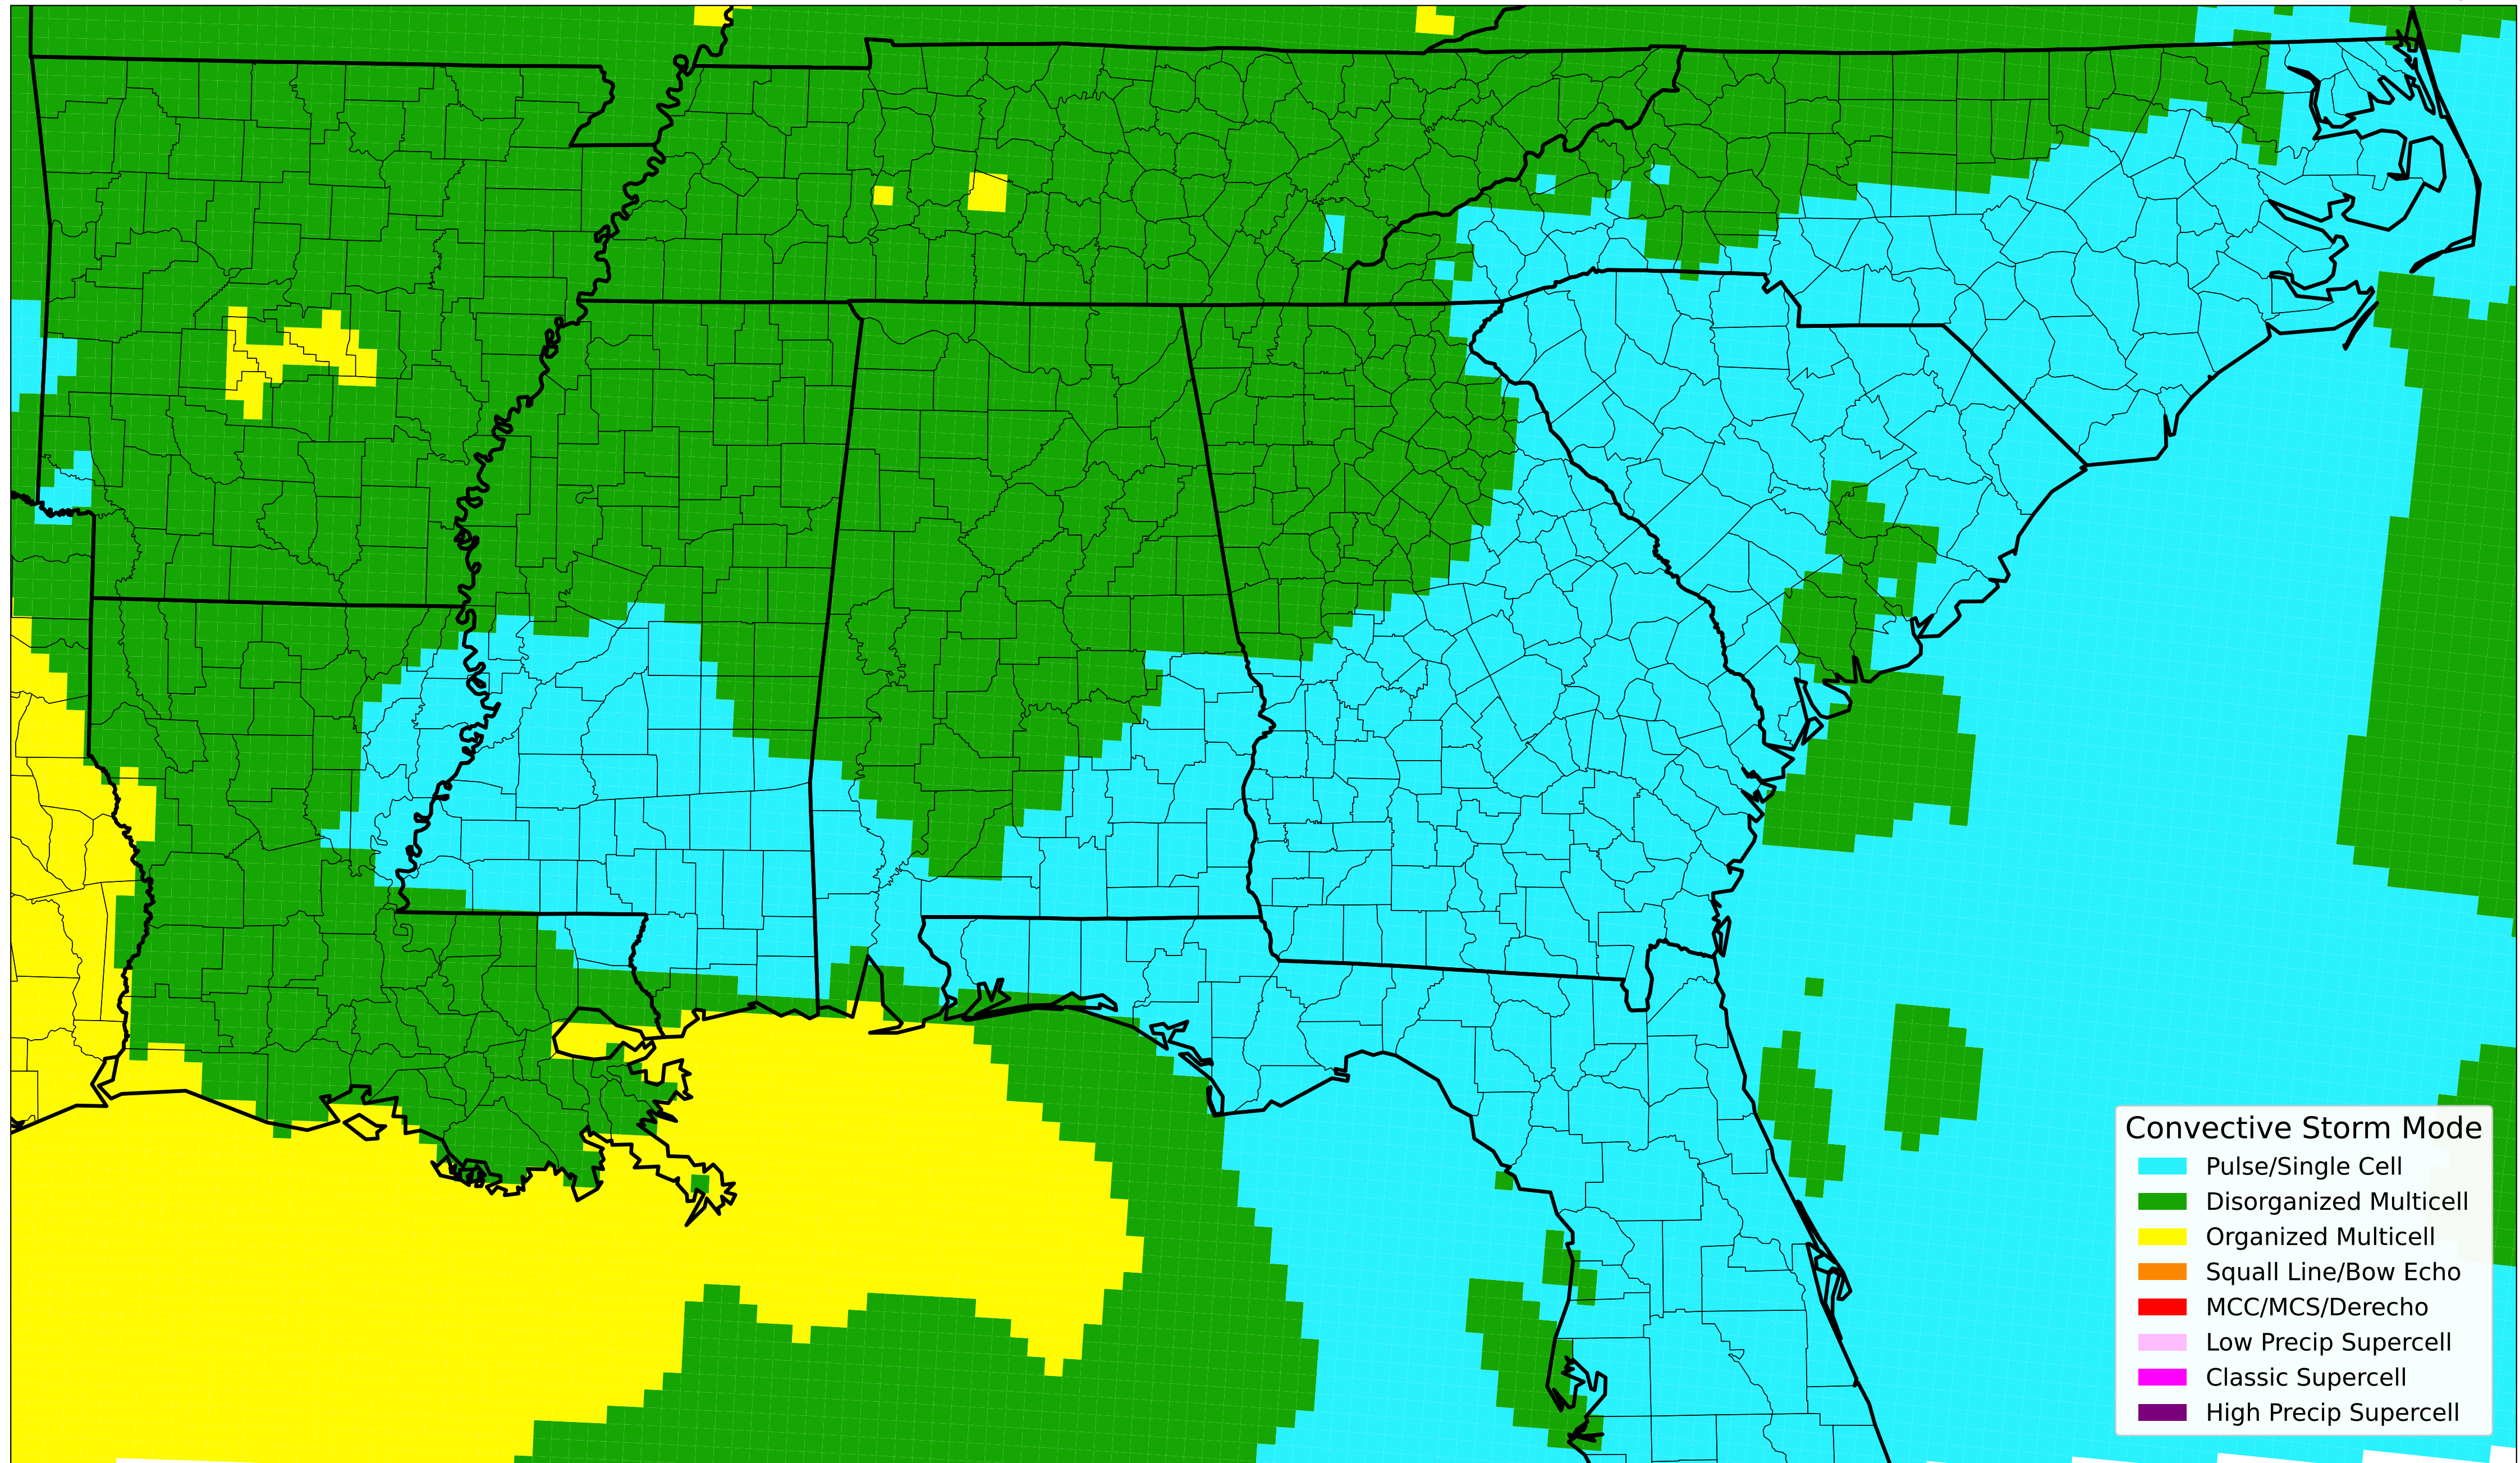 Convective Storm Mode
Pulse/Single Cell
Disorganized Multicell
Organized Multicell
Squall Line/Bow Echo
MCC/MCS/Derecho
Low Precip Supercell
Classic Supercell
High Precip Supercell